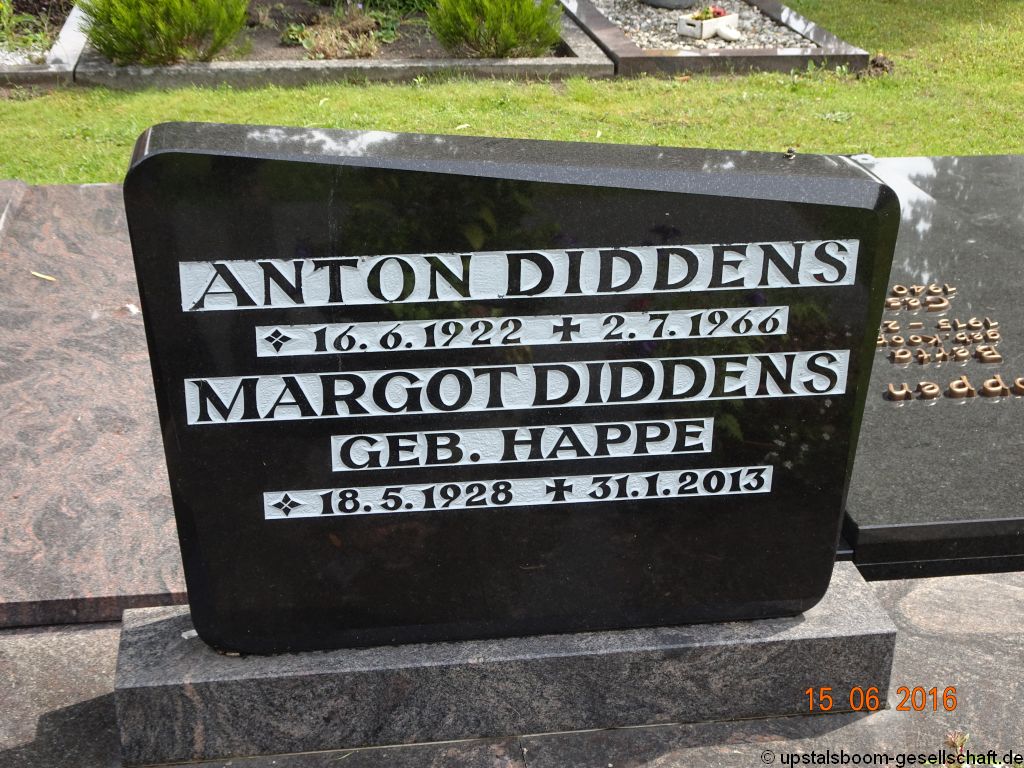 ANTON DIDDENS
16.6.1922 ✠ 2.7.1966
MARGOT DIDDENS
GEB. HAPPE
18.5.1928 ✠ 31.1.2013
15 06 2016
© upstalsboom-gesellschaft.de